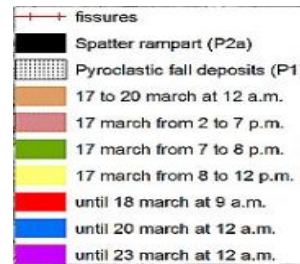 fissures
Spatter rampart (P2a)
Pyroclastic fall deposits (P1
17 to 20 march at 12 a.m.
17 march from 2 to 7 p.m.
17 march from 7 to 8 p.m.
17 march from 8 to 12 p.m.
until 18 march at 9 a.m.
until 20 march at 12 a.m.
until 23 march at 12 a.m.